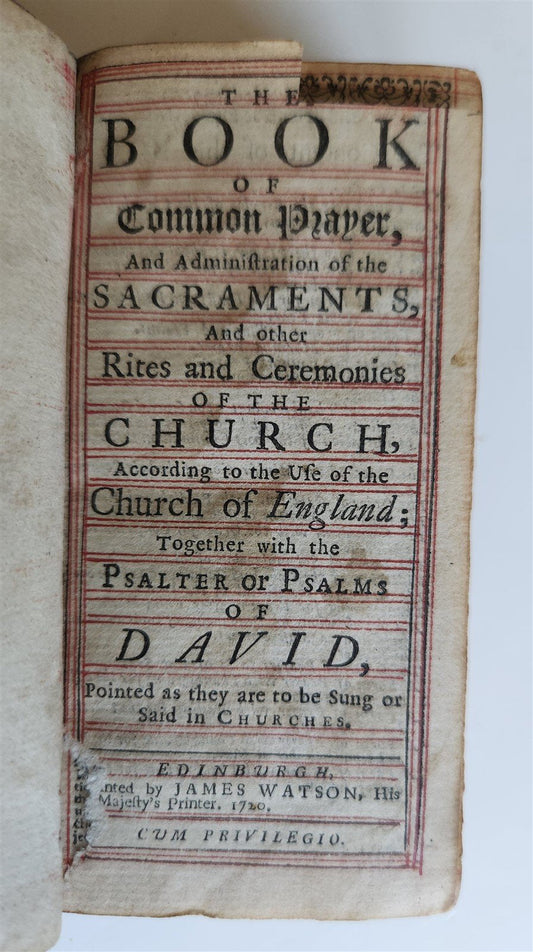 THE
BOOK
OF
Common Prayer,
And Adminiſtration of the
SACRAMENTS,
And other
Rites and Ceremonies
OF THE
CHURCH,
According to the Uſe of the
Church of England;
Together with the
PSALTER or PSALMS
OF
DAVID,
Pointed as they are to be Sung or
Said in CHURCHES.
EDINBURGH,
inted by JAMES WATSON, His
Majeſty's Printer. 1720.
CUM PRIVILEGIO.